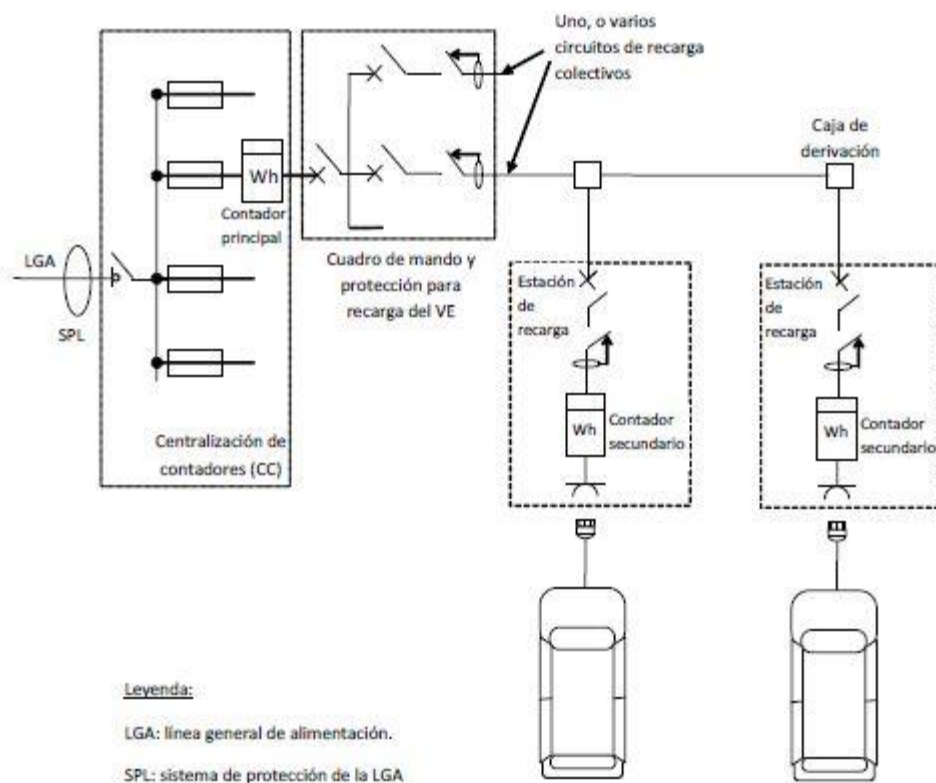 Uno, o varios
circuitos de recarga
colectivos
Caja de
derivación
Wh
Contador
principal
LGA
SPL
Cuadro de mando y
protección para
recarga del VE
Centralización de
contadores (CC)
Estación
de
recarga
Wh
Contador
secundario
Estación
de
recarga
Wh
Contador
secundario
Leyenda:
LGA: línea general de alimentación.
SPL: sistema de protección de la LGA